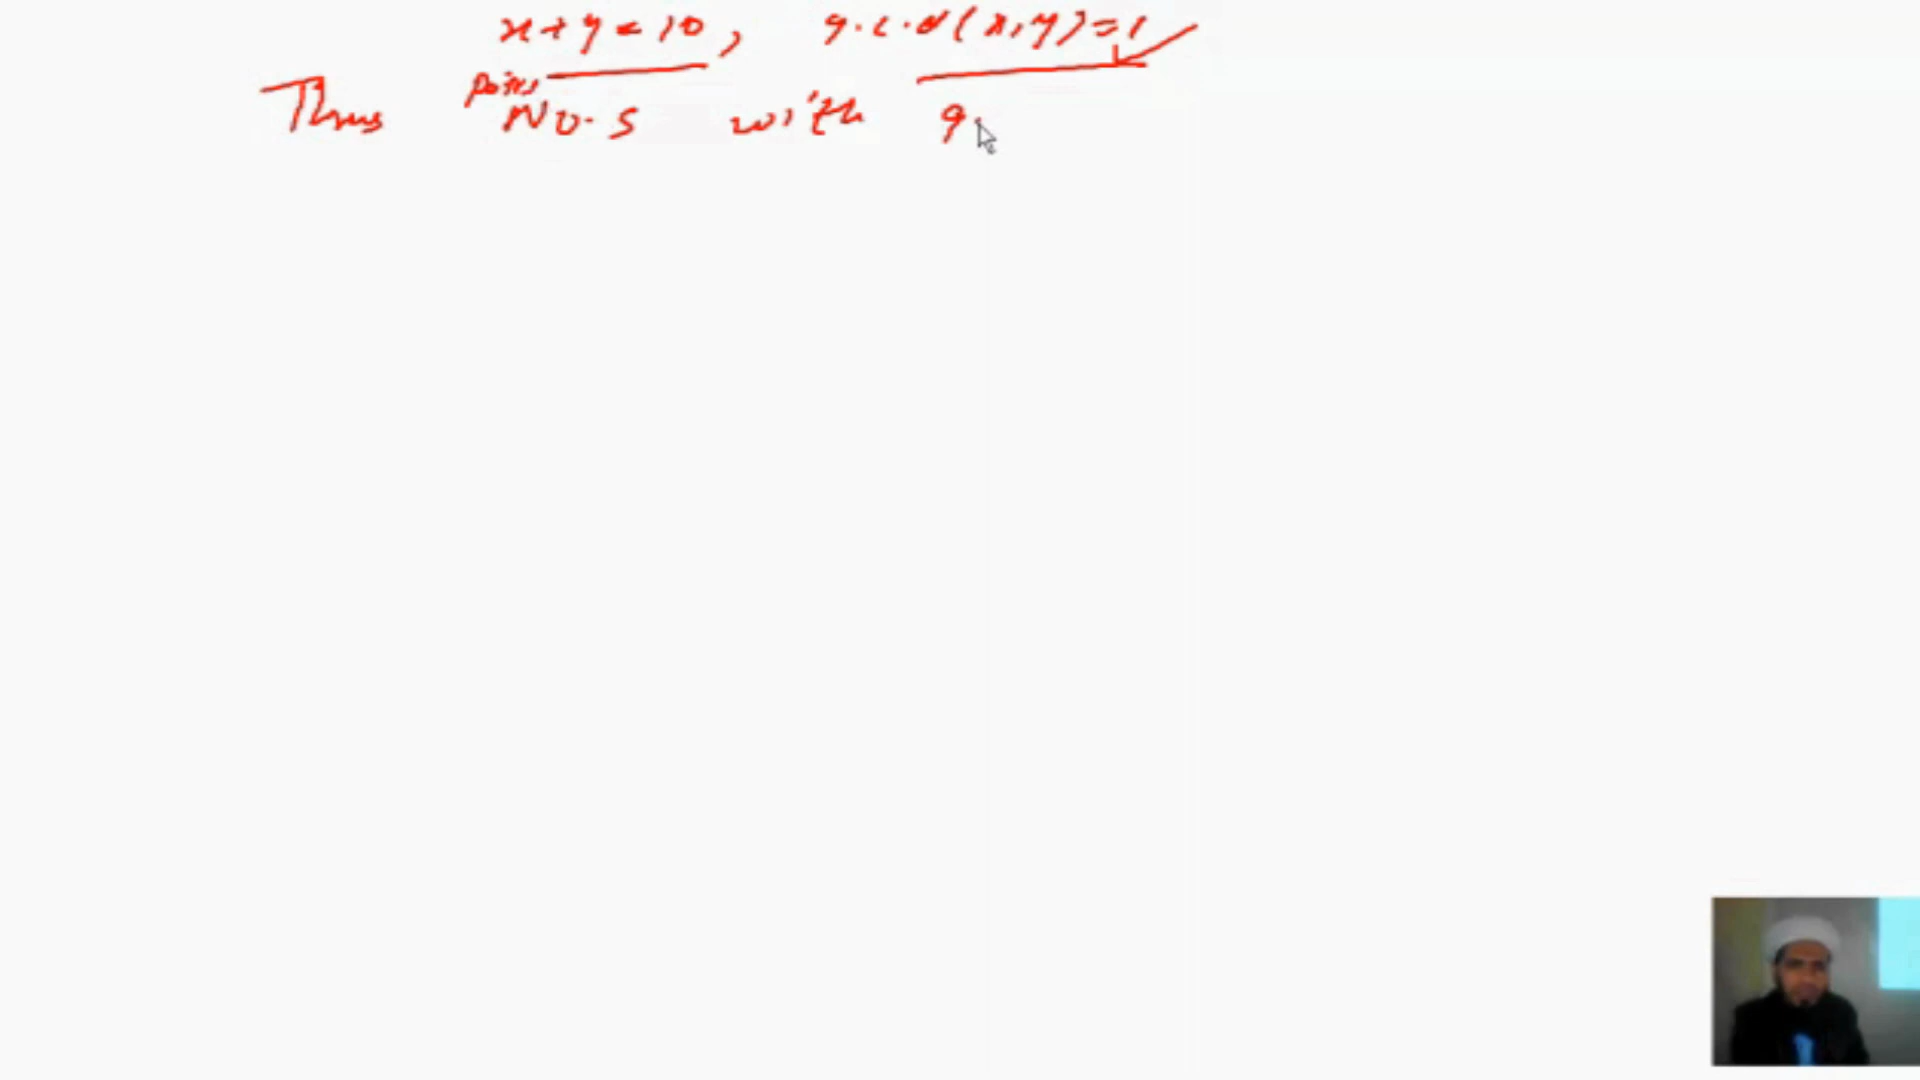 x+y=10, g.c.d(x,y)=1
Thus pairs No.s with g.